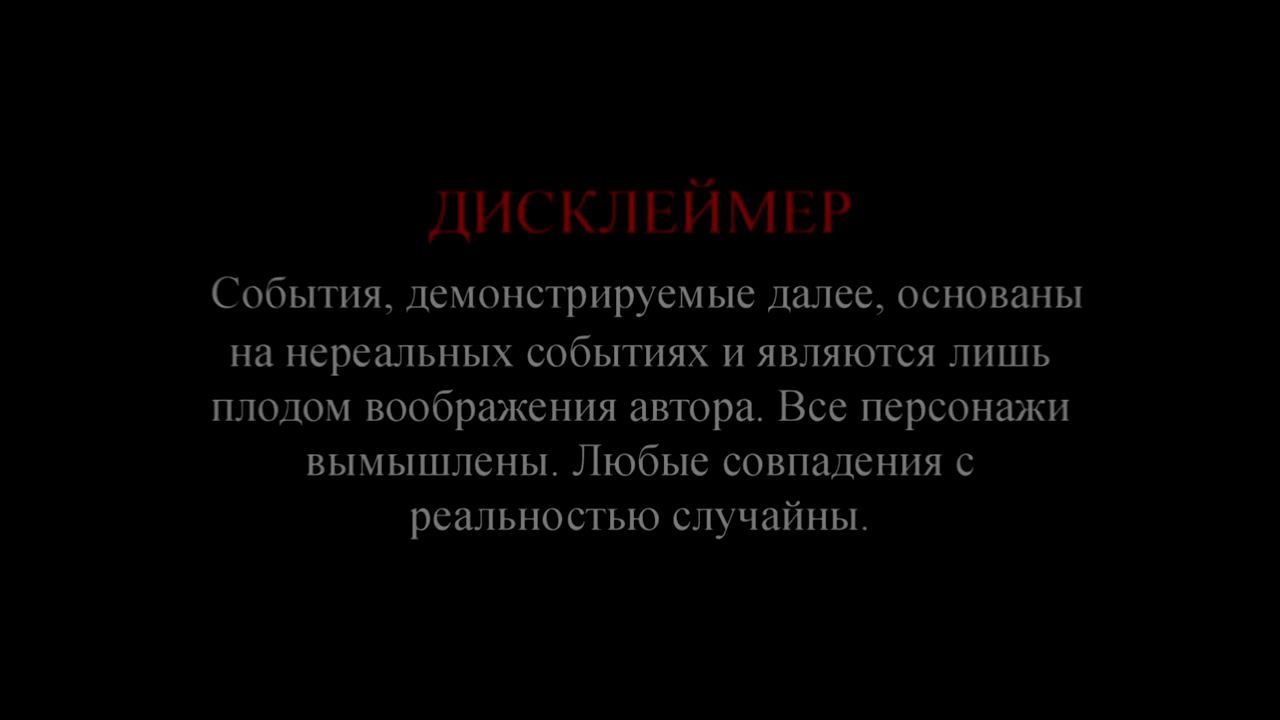 ДИСКЛЕЙМЕР
События, демонстрируемые далее, основаны
на нереальных событиях и являются лишь
плодом воображения автора. Все персонажи
вымышлены. Любые совпадения с
реальностью случайны.